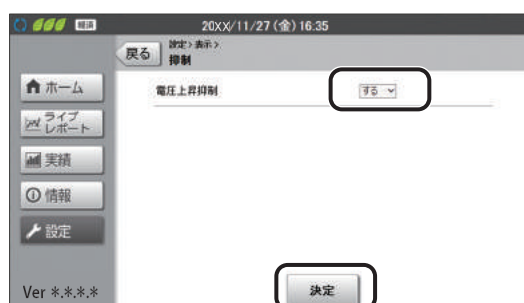 経済 20XX/11/27(金)16:35
戻る
設定>表示>
抑制
ホーム
電圧上昇抑制 する
ライブ
レポート
実績
情報
設定
決定
Ver *.*.*.*